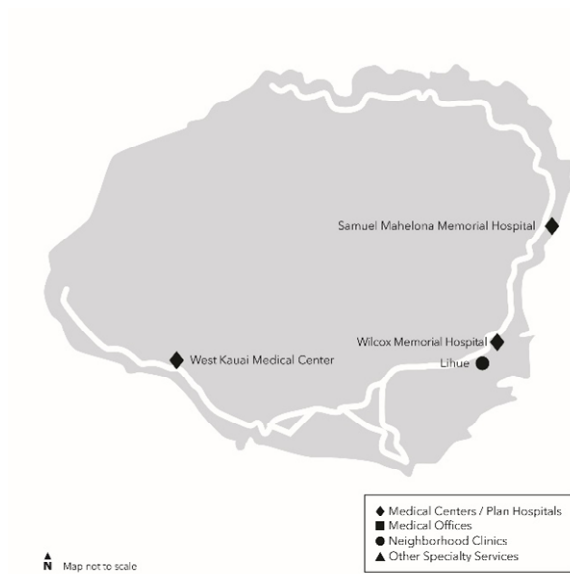 Samuel Mahelona Memorial Hospital
Wilcox Memorial Hospital
West Kauai Medical Center
Lihue
Medical Centers / Plan Hospitals
Medical Offices
Neighborhood Clinics
Other Specialty Services
N Map not to scale